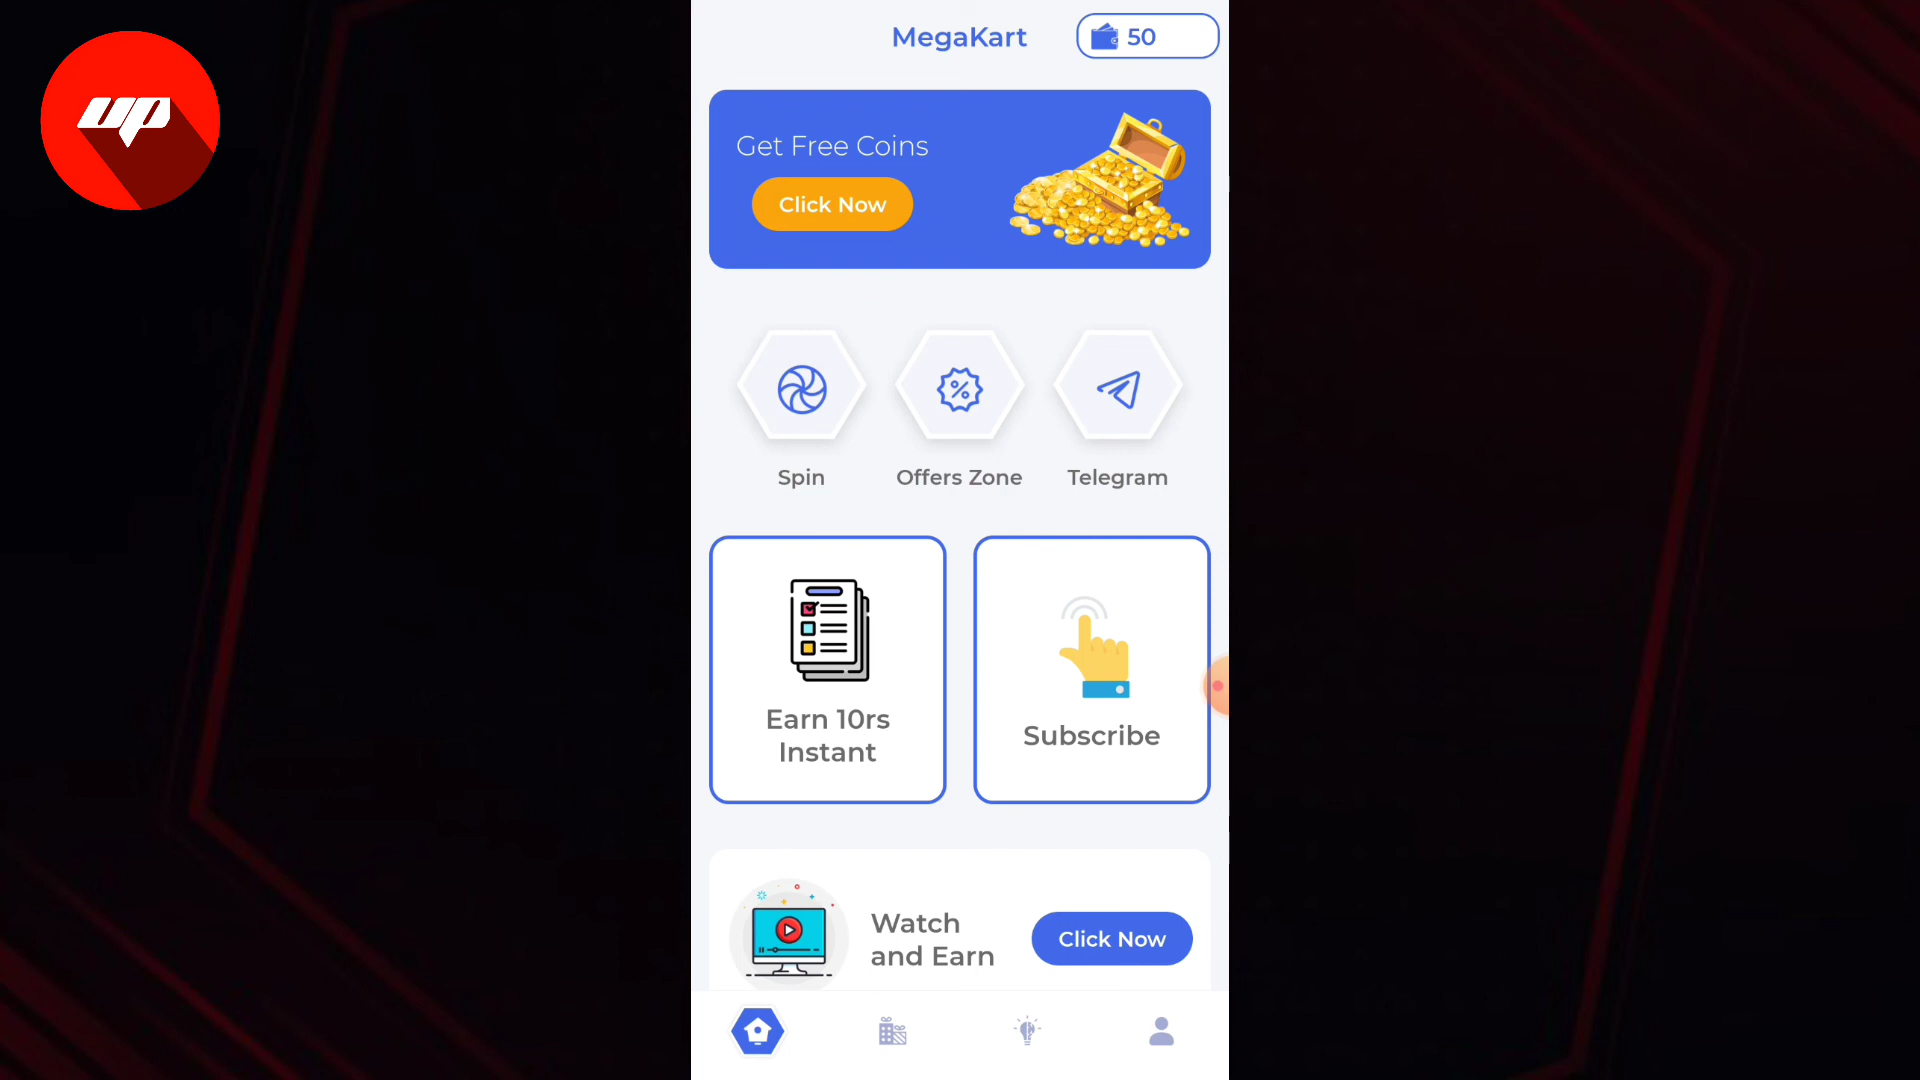 up
MegaKart
50
Get Free Coins
Click Now
Spin
Offers Zone
Telegram
Earn 10rs
Instant
Subscribe
Watch
and Earn
Click Now